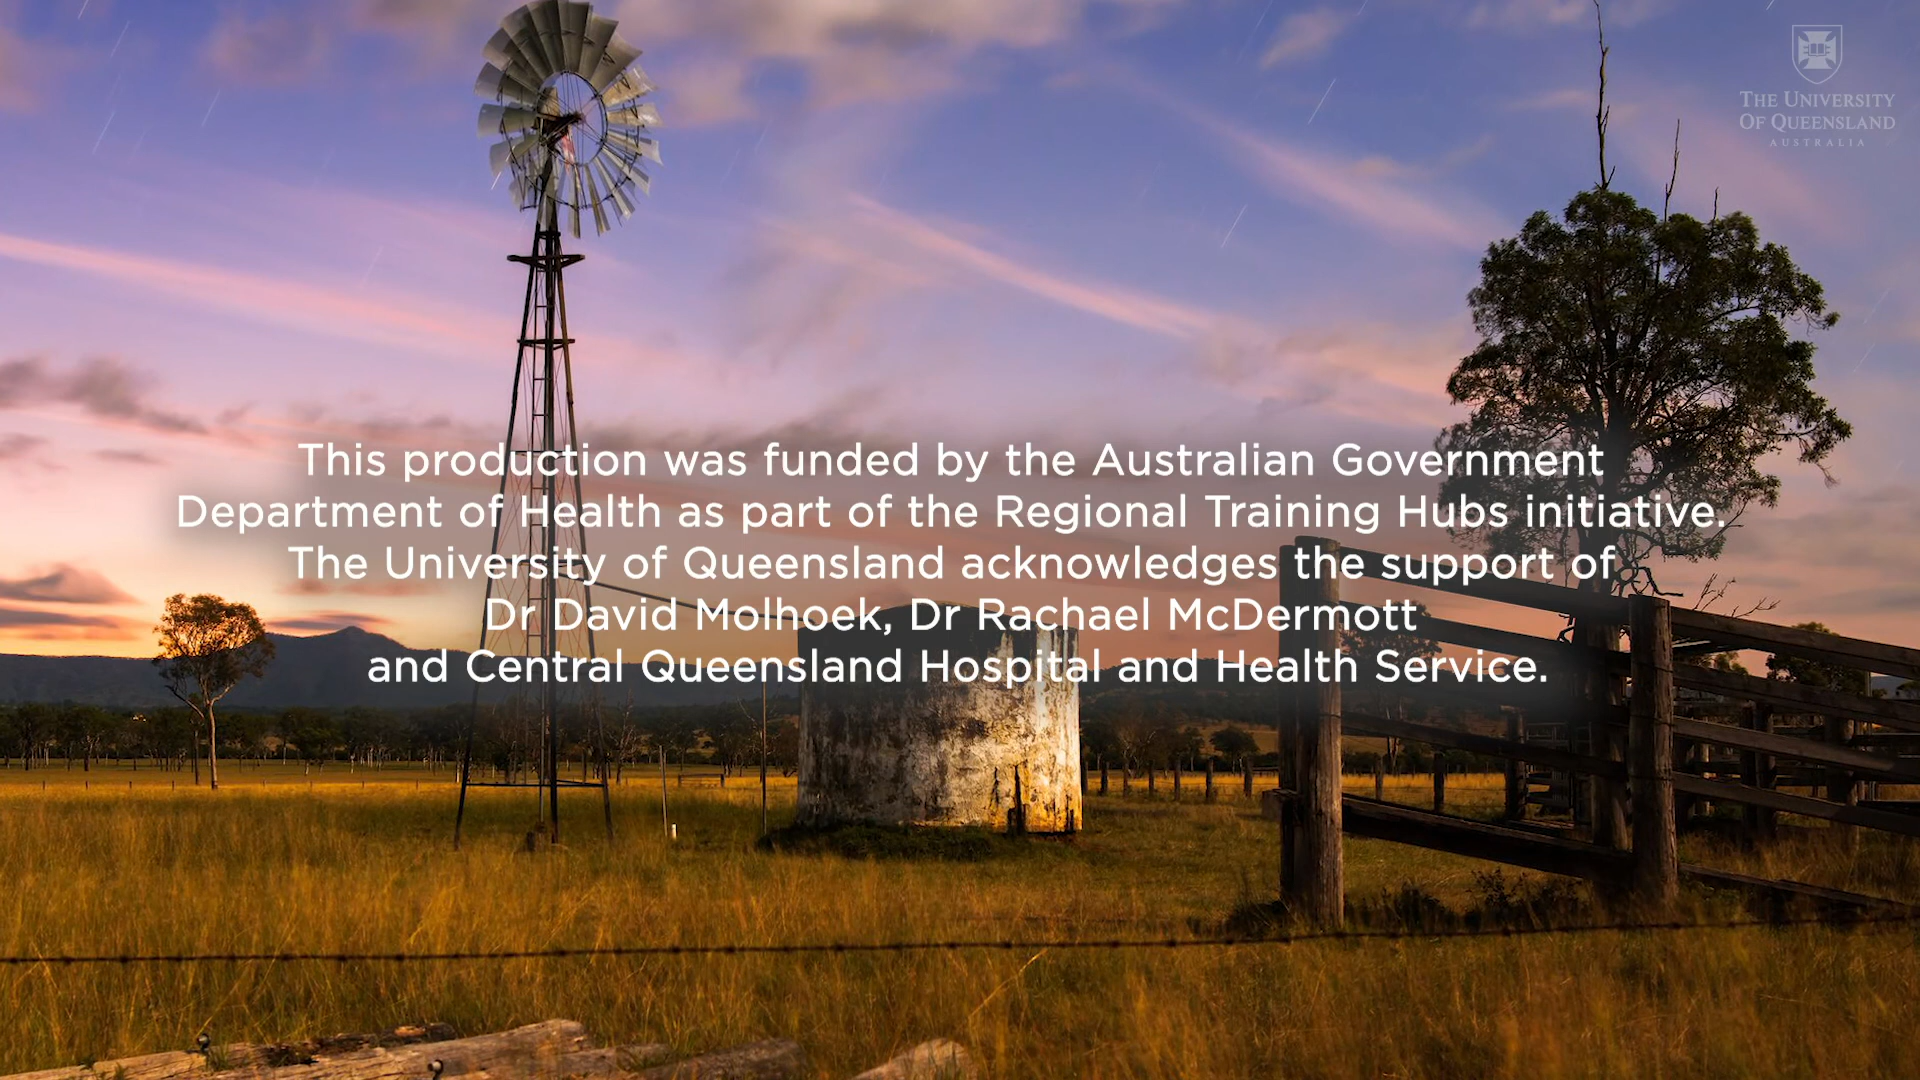 THE UNIVERSITY
OF QUEENSLAND
AUSTRALIA
This production was funded by the Australian Government
Department of Health as part of the Regional Training Hubs initiative.
The University of Queensland acknowledges the support of
Dr David Molhoek, Dr Rachael McDermott
and Central Queensland Hospital and Health Service.